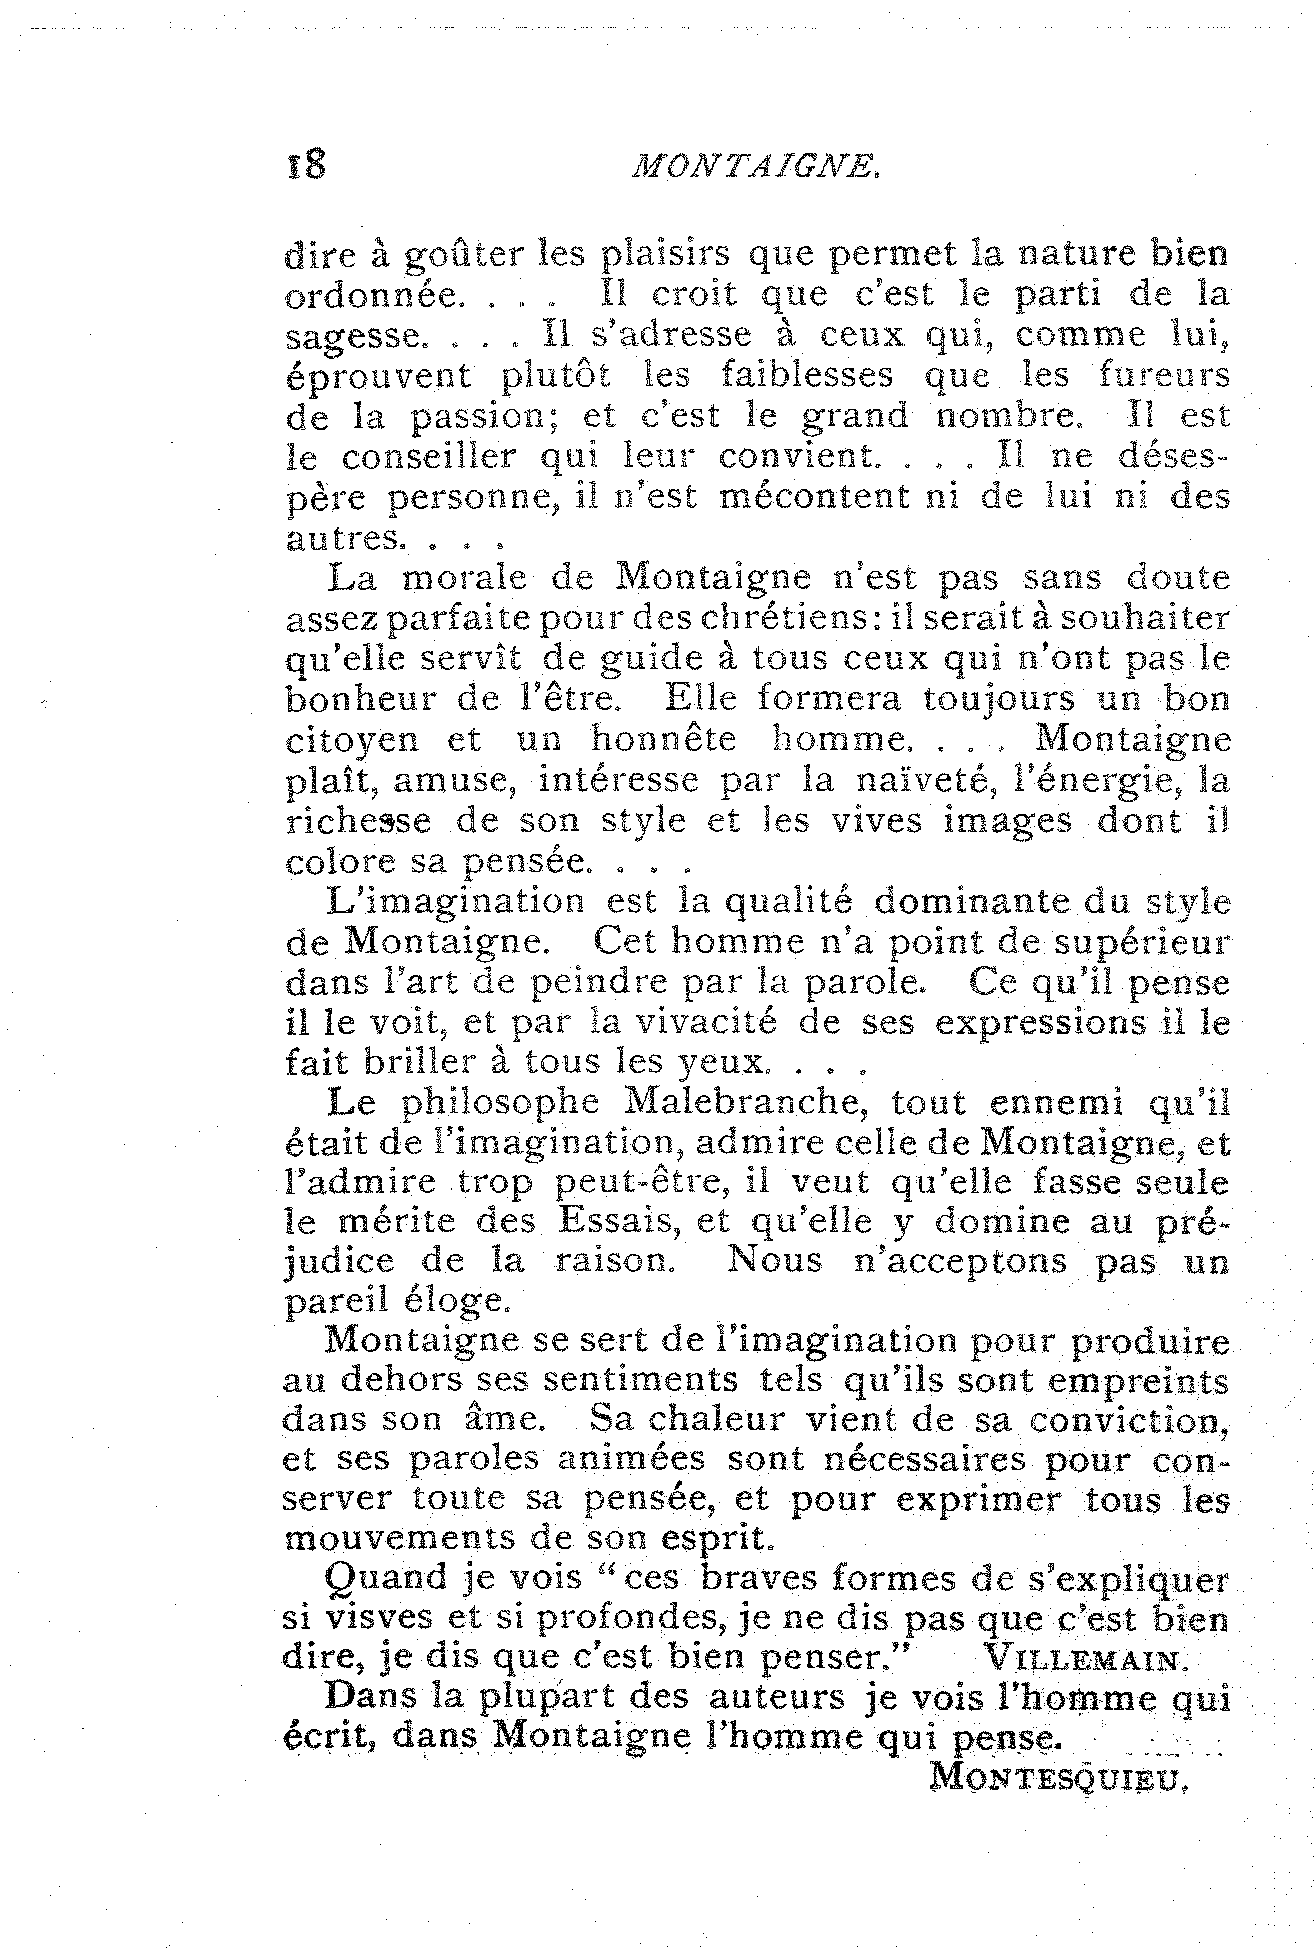 18 MONTAIGNE.
dire à goûter les plaisirs que permet la nature bien
ordonnée. . . . Il croit que c'est le parti de la
sagesse. . . . Il s'adresse à ceux qui, comme lui,
éprouvent plutôt les faiblesses que les fureurs
de la passion; et c'est le grand nombre. Il est
le conseiller qui leur convient. . . . Il ne déses-
père personne, il n'est mécontent ni de lui ni des
autres. . . .
La morale de Montaigne n'est pas sans doute
assez parfaite pour des chrétiens: il serait à souhaiter
qu'elle servît de guide à tous ceux qui n'ont pas le
bonheur de l'être. Elle formera toujours un bon
citoyen et un honnête homme. . . . Montaigne
plaît, amuse, intéresse par la naïveté, l'énergie, la
richesse de son style et les vives images dont il
colore sa pensée. . . .
L'imagination est la qualité dominante du style
de Montaigne. Cet homme n'a point de supérieur
dans l'art de peindre par la parole. Ce qu'il pense
il le voit, et par la vivacité de ses expressions il le
fait briller à tous les yeux. . . .
Le philosophe Malebranche, tout ennemi qu'il
était de l'imagination, admire celle de Montaigne, et
l'admire trop peut-être, il veut qu'elle fasse seule
le mérite des Essais, et qu'elle y domine au pré-
judice de la raison. Nous n'acceptons pas un
pareil éloge.
Montaigne se sert de l'imagination pour produire
au dehors ses sentiments tels qu'ils sont empreints
dans son âme. Sa chaleur vient de sa conviction,
et ses paroles animées sont nécessaires pour con-
server toute sa pensée, et pour exprimer tous les
mouvements de son esprit.
Quand je vois "ces braves formes de s'expliquer
si visves et si profondes, je ne dis pas que c'est bien
dire, je dis que c'est bien penser." VILLEMAIN.
Dans la plupart des auteurs je vois l'homme qui
écrit, dans Montaigne l'homme qui pense.
MONTESQUIEU.